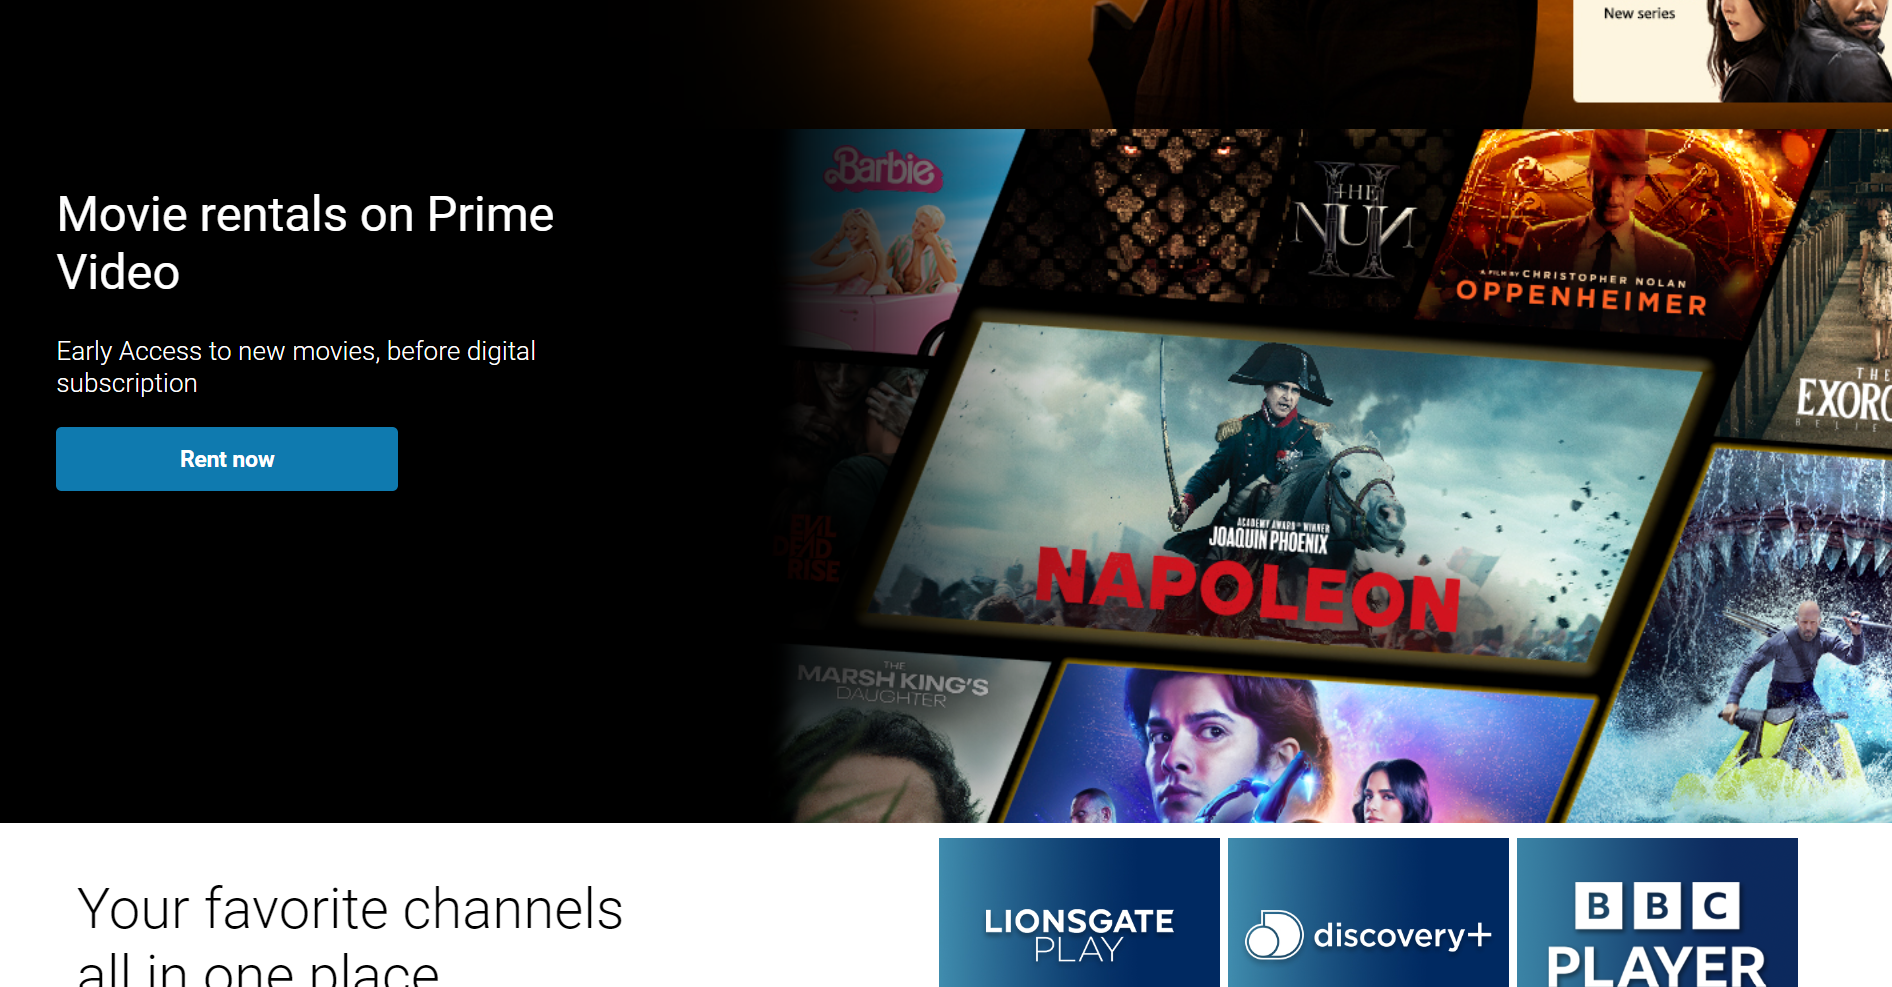 New series
Movie rentals on Prime
Video
Early Access to new movies, before digital
subscription
Rent now
Barbie
THE
NUN
II
A FILM BY CHRISTOPHER NOLAN
OPPENHEIMER
THE
EXORC
BELIE
ACADEMY AWARD® WINNER
JOAQUIN PHOENIX
NAPOLEON
EVIL
DEAD
RISE
THE
MARSH KING'S
DAUGHTER
Your favorite channels
all in one place
LIONSGATE
PLAY
discovery+
BBC
PLAYER